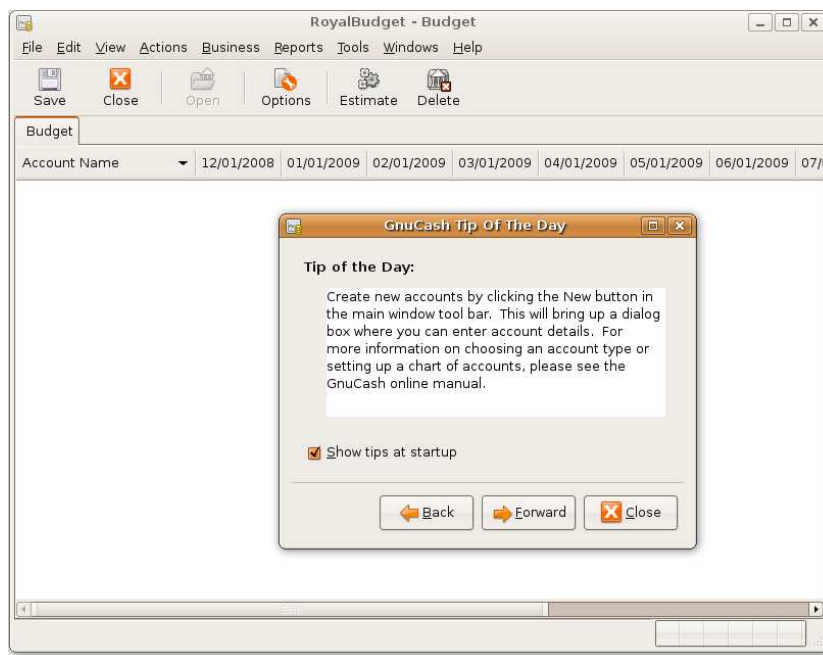 RoyalBudget - Budget
File Edit View Actions Business Reports Tools Windows Help
Save Close Open Options Estimate Delete
Budget
Account Name 12/01/2008 01/01/2009 02/01/2009 03/01/2009 04/01/2009 05/01/2009 06/01/2009 07/
GnuCash Tip Of The Day
Tip of the Day:
Create new accounts by clicking the New button in
the main window tool bar. This will bring up a dialog
box where you can enter account details. For
more information on choosing an account type or
setting up a chart of accounts, please see the
GnuCash online manual.
Show tips at startup
Back Forward Close